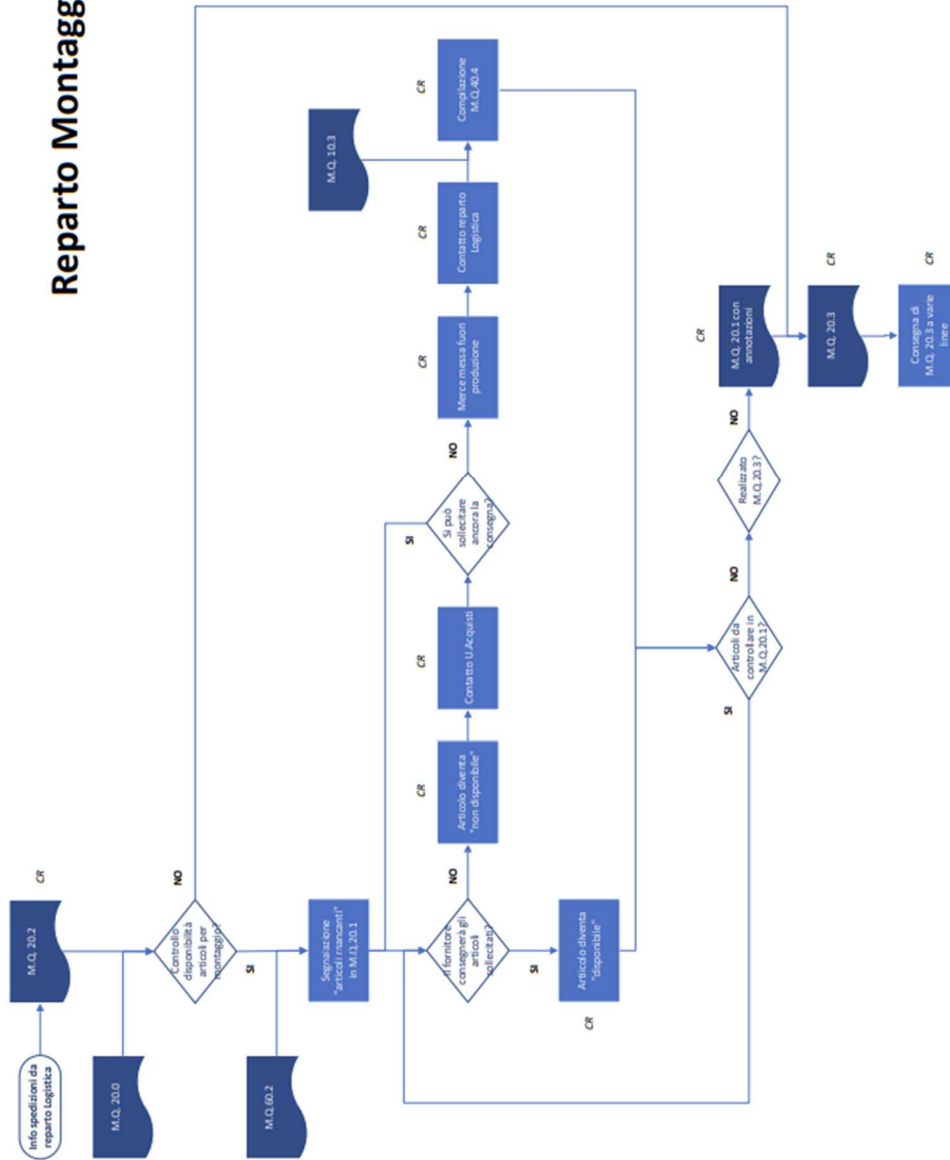 Reparto Montagg
Info spedizioni da
reparto Logistica
M.Q. 20.2
CR
M.Q. 20.0
Controllo
disponibilità
articoli per
montaggio?
NO
SI
M.Q.60.2
Segnalazione
"articoli mancanti"
in M.Q.20.1
Il fornitore
consegnerà gli
articoli
sollecitati?
NO
SI
Articolo diventa
"non disponibile"
CR
Contatto U.Acquisti
CR
Si può
sollecitare
ancora la
consegna?
SI
NO
Merce messa fuori
produzione
CR
Contatto reparto
Logistica
CR
M.Q. 10.3
Compilazione
M.Q.40.4
CR
Articolo diventa
"disponibile"
CR
Articoli da
controllare in
M.Q.20.1?
SI
NO
Realizzato
M.Q.20.3?
NO
M.Q. 20.1 con
annotazioni
CR
M.Q. 20.3
CR
Consegna di
M.Q. 20.3 a varie
linee
CR